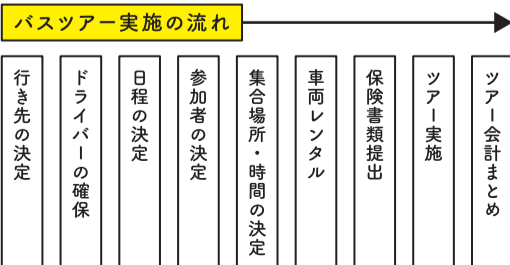 バスツアー実施の流れ
行き先の決定
ドライバーの確保
日程の決定
参加者の決定
集合場所・時間の決定
車両レンタル
保険書類提出
ツアー実施
ツアー会計まとめ